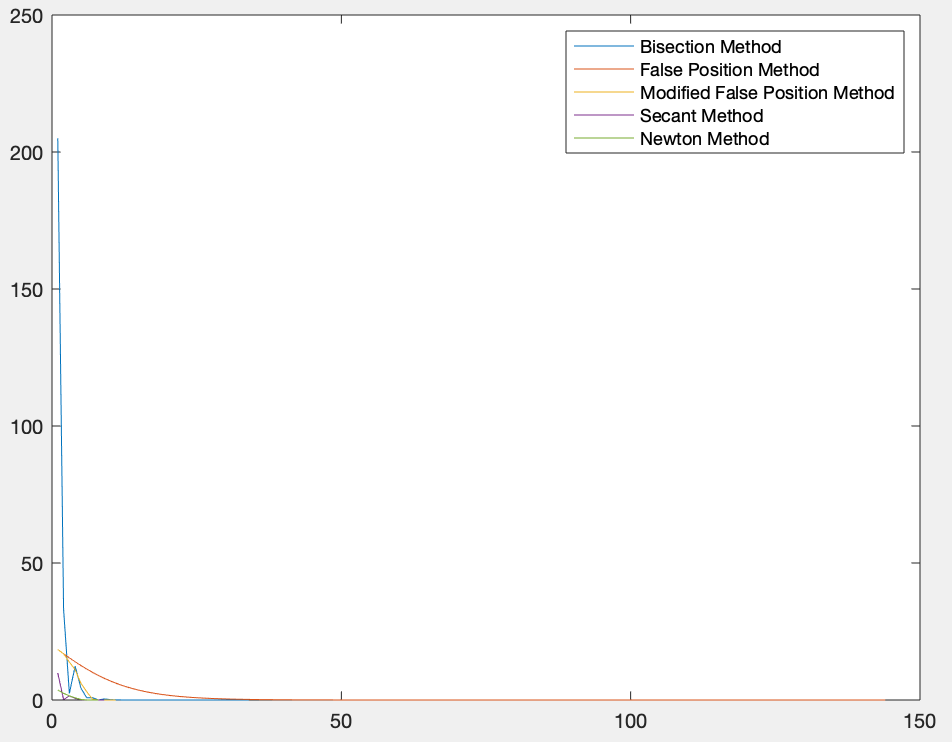 250
200
150
100
50
0
0
50
100
150
Bisection Method
False Position Method
Modified False Position Method
Secant Method
Newton Method